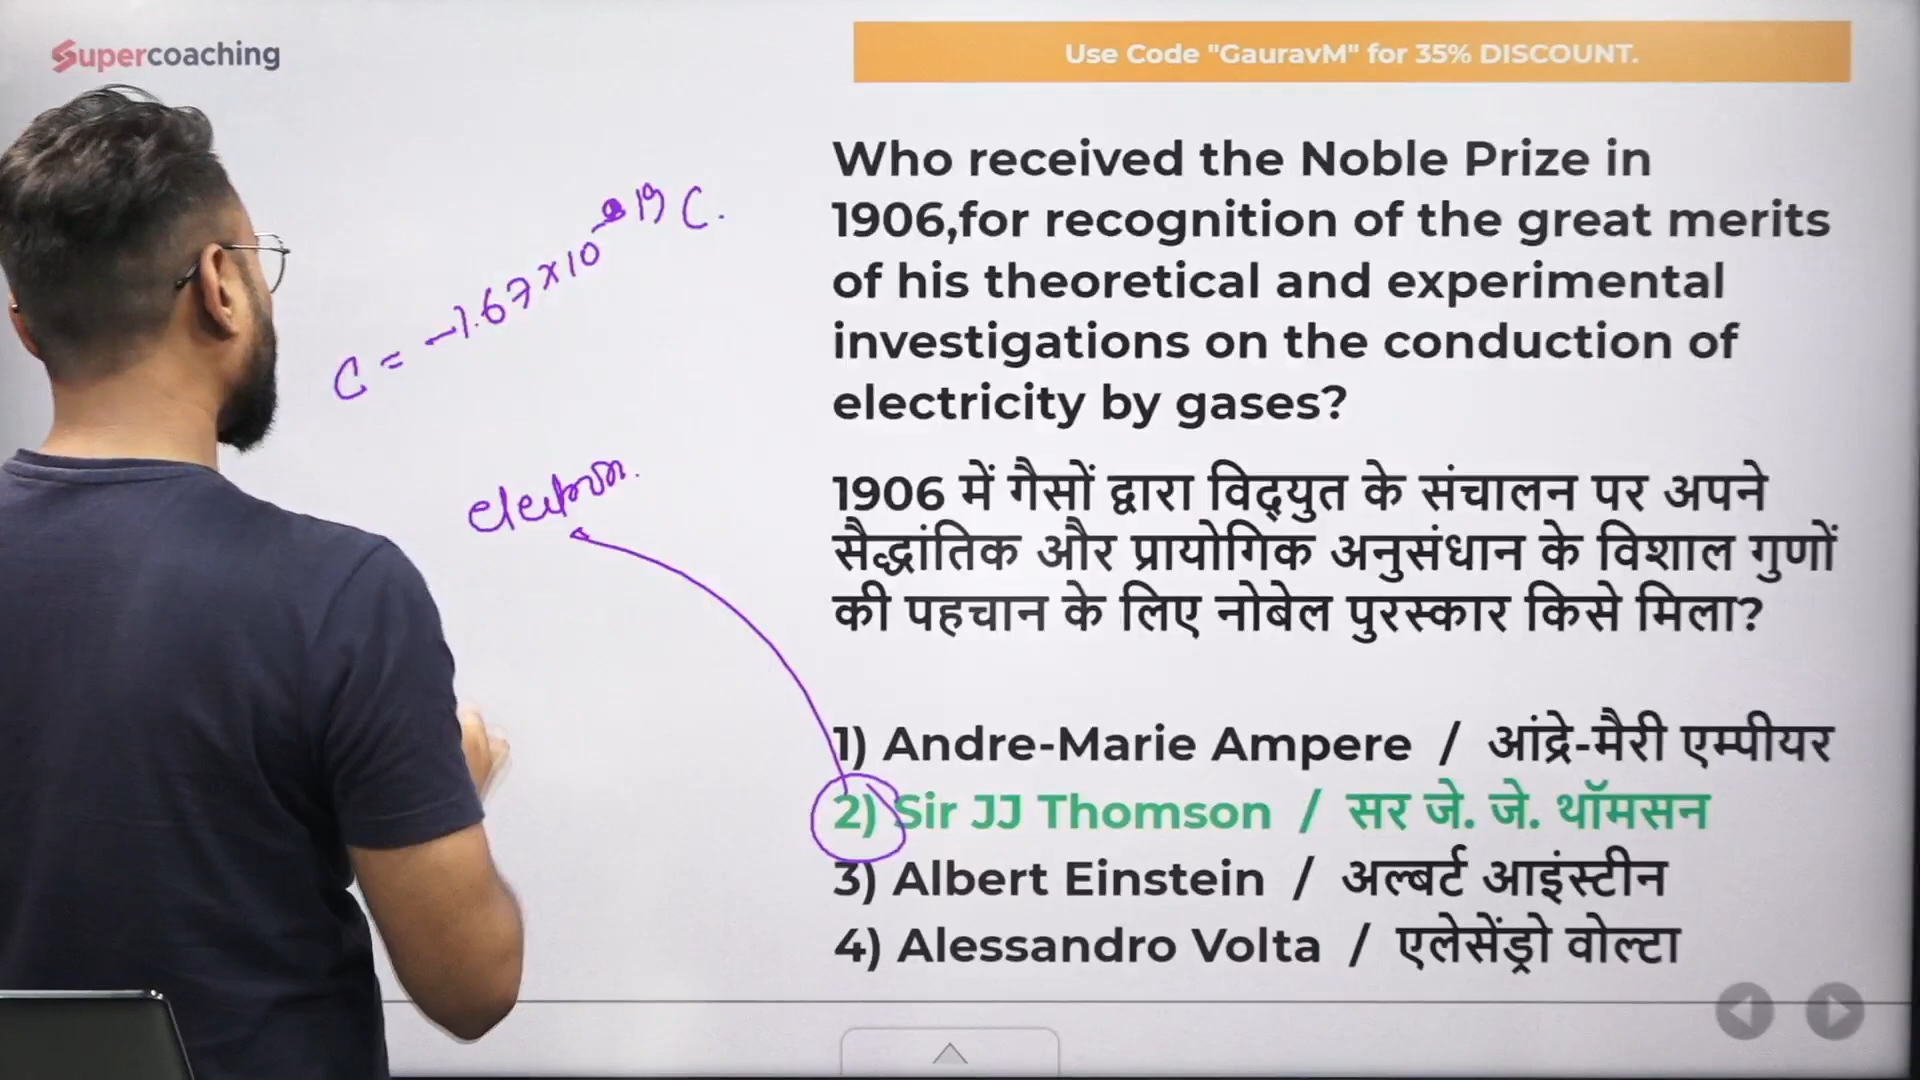 Supercoaching
Use Code "GauravM" for 35% DISCOUNT.
Who received the Noble Prize in
1906,for recognition of the great merits
of his theoretical and experimental
investigations on the conduction of
electricity by gases?
1906 में गैसों द्वारा विद्युत के संचालन पर अपने
सैद्धांतिक और प्रायोगिक अनुसंधान के विशाल गुणों
की पहचान के लिए नोबेल पुरस्कार किसे मिला?
1) Andre-Marie Ampere / आंद्रे-मैरी एम्पीयर
2) Sir JJ Thomson / सर जे. जे. थॉमसन
3) Albert Einstein / अल्बर्ट आइंस्टीन
4) Alessandro Volta / एलेसेंड्रो वोल्टा
C = -1.67×10⁻¹⁹ C.
electron.